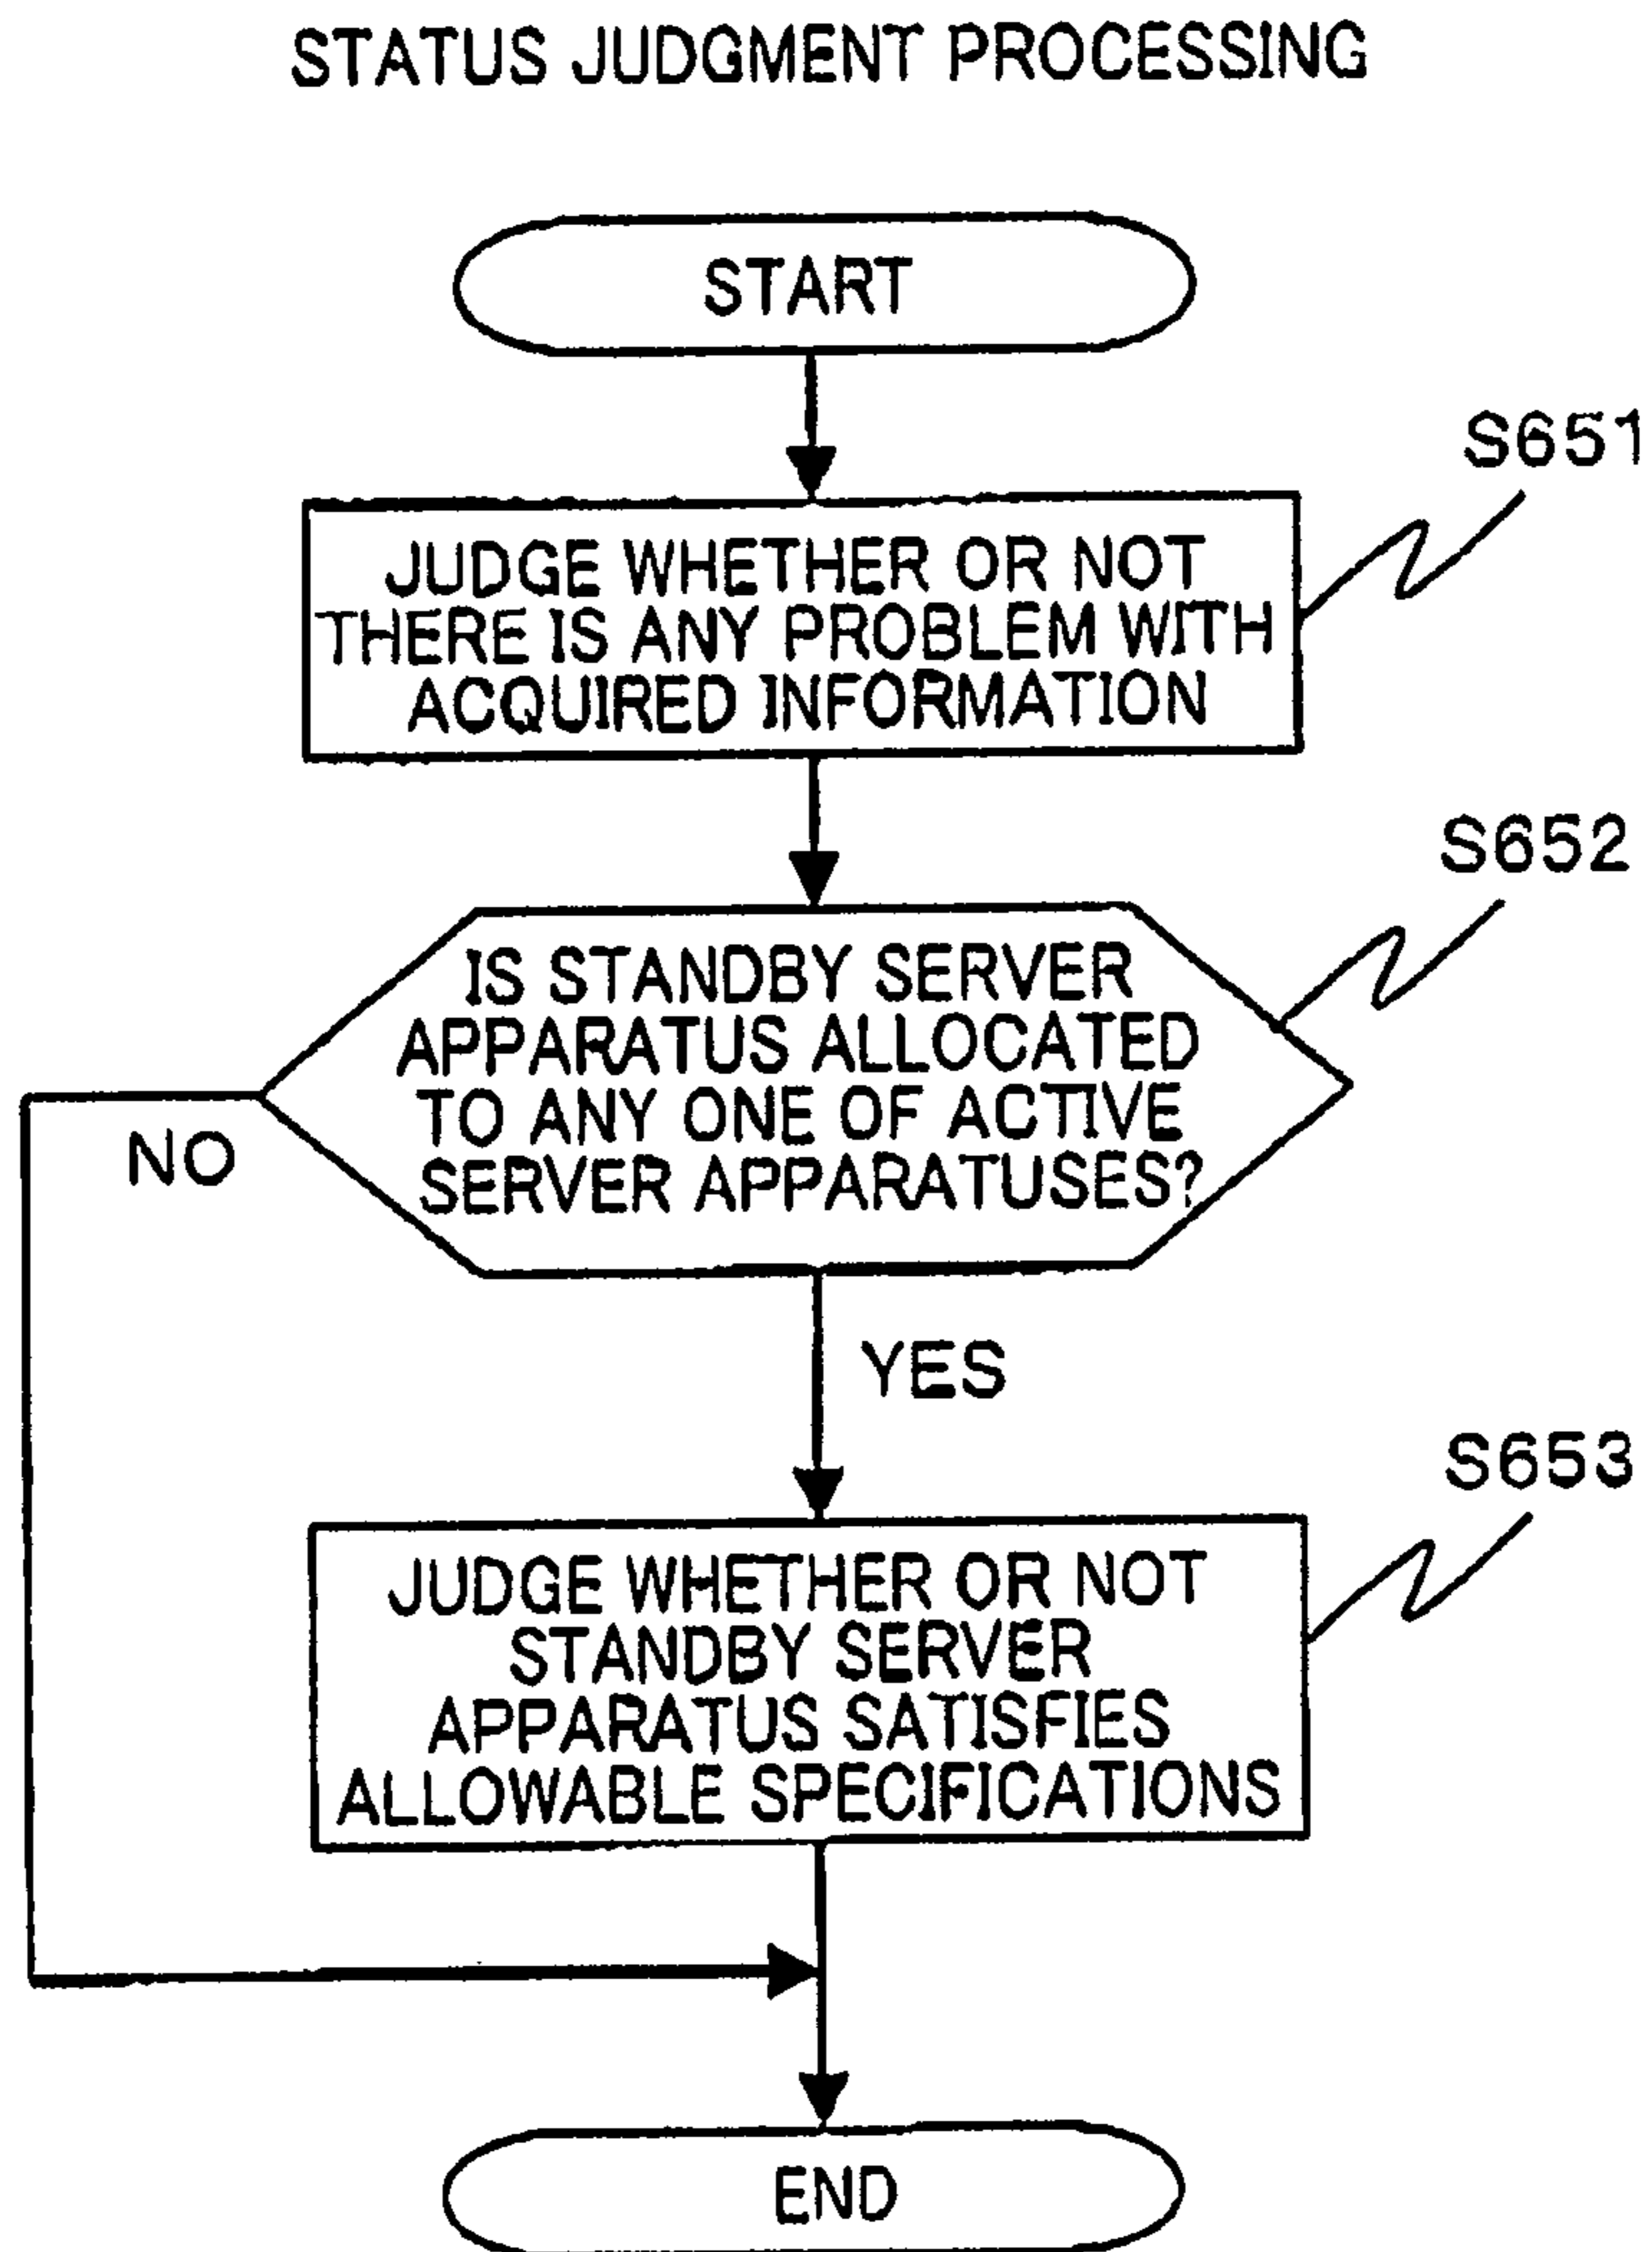 STATUS JUDGMENT PROCESSING
START
S651
JUDGE WHETHER OR NOT
THERE IS ANY PROBLEM WITH
ACQUIRED INFORMATION
S652
IS STANDBY SERVER
APPARATUS ALLOCATED
TO ANY ONE OF ACTIVE
SERVER APPARATUSES?
NO
YES
S653
JUDGE WHETHER OR NOT
STANDBY SERVER
APPARATUS SATISFIES
ALLOWABLE SPECIFICATIONS
END